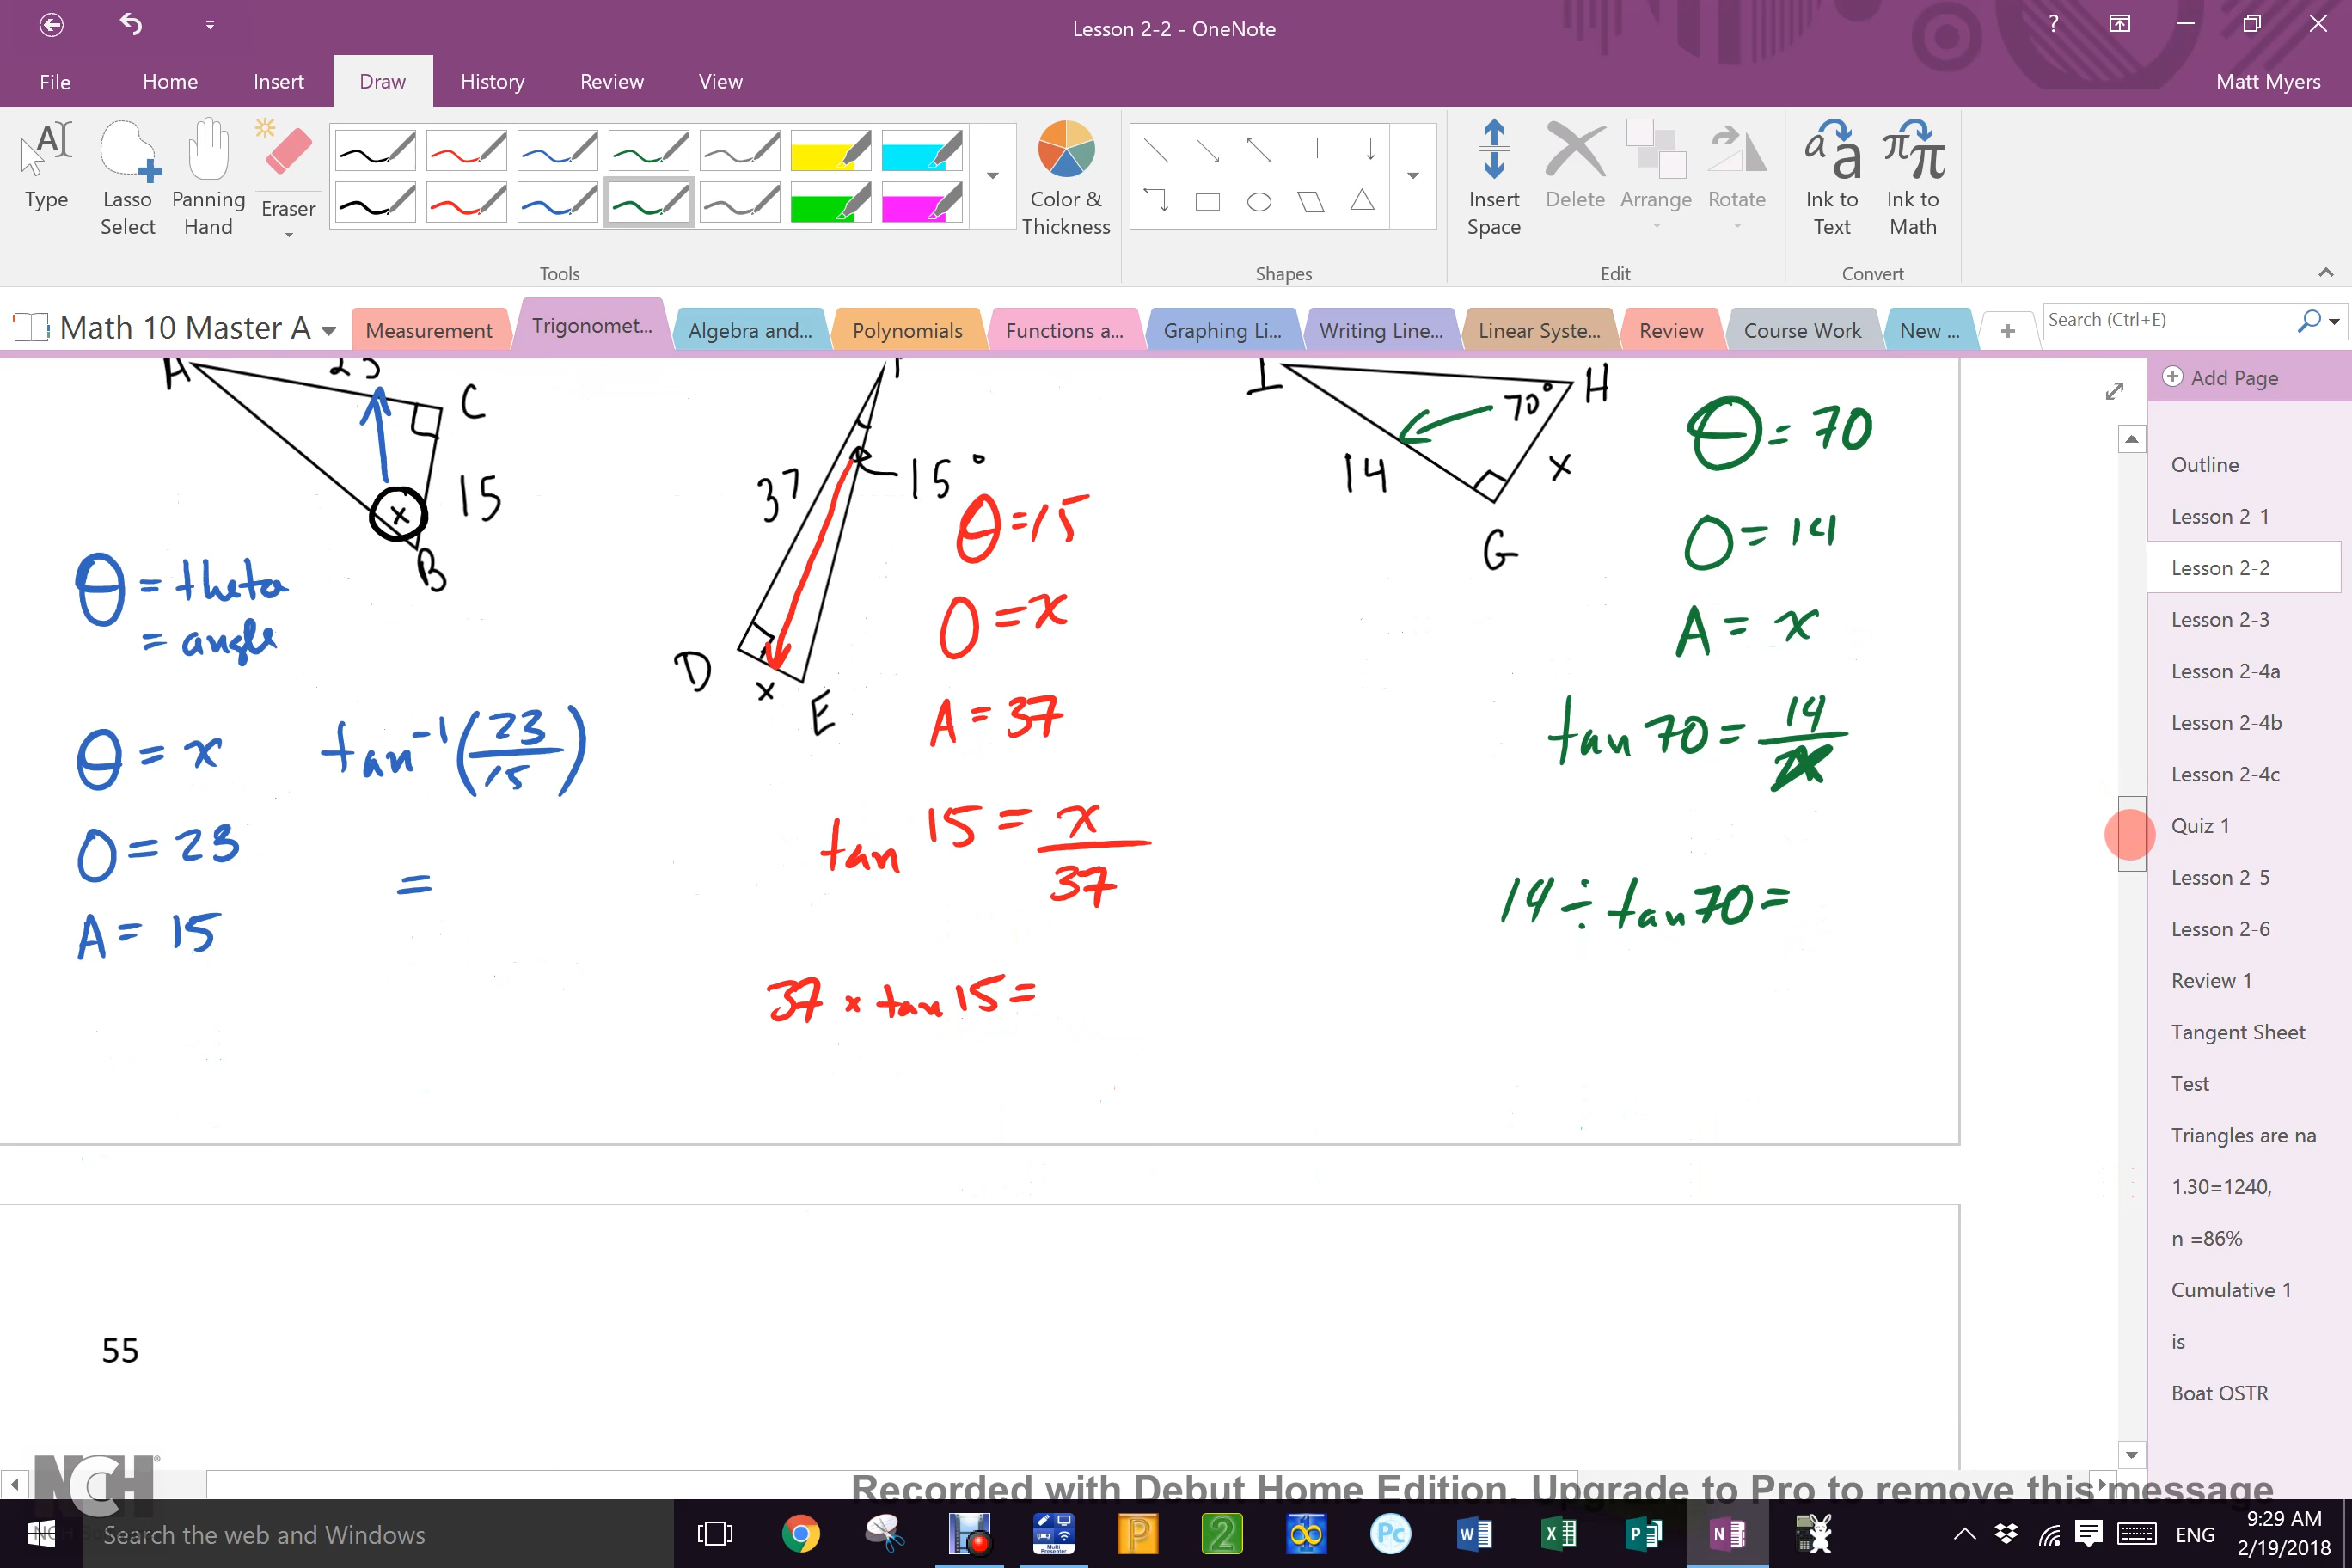 Lesson 2-2 - OneNote
?
File
Home
Insert
Draw
History
Review
View
Matt Myers
Type
Lasso Select
Panning Hand
Eraser
Color & Thickness
Insert Space
Delete
Arrange
Rotate
Ink to Text
Ink to Math
Tools
Shapes
Edit
Convert
Math 10 Master A
Measurement
Trigonomet...
Algebra and...
Polynomials
Functions a...
Graphing Li...
Writing Line...
Linear Syste...
Review
Course Work
New ...
Search (Ctrl+E)
A
23
C
15
x
B
θ = theta
= angle
θ = x
O = 23
A = 15
tan⁻¹(23/15)
=
37
15°
D
x
E
θ = 15
O = x
A = 37
tan 15 = x/37
37 × tan 15 =
I
H
70°
14
x
G
θ = 70
O = 14
A = x
tan 70 = 14/x
14 ÷ tan 70 =
55
Add Page
Outline
Lesson 2-1
Lesson 2-2
Lesson 2-3
Lesson 2-4a
Lesson 2-4b
Lesson 2-4c
Quiz 1
Lesson 2-5
Lesson 2-6
Review 1
Tangent Sheet
Test
Triangles are na
1.30=1240,
n =86%
Cumulative 1
is
Boat OSTR
NCH
Recorded with Debut Home Edition. Upgrade to Pro to remove this message
Search the web and Windows
ENG
9:29 AM
2/19/2018